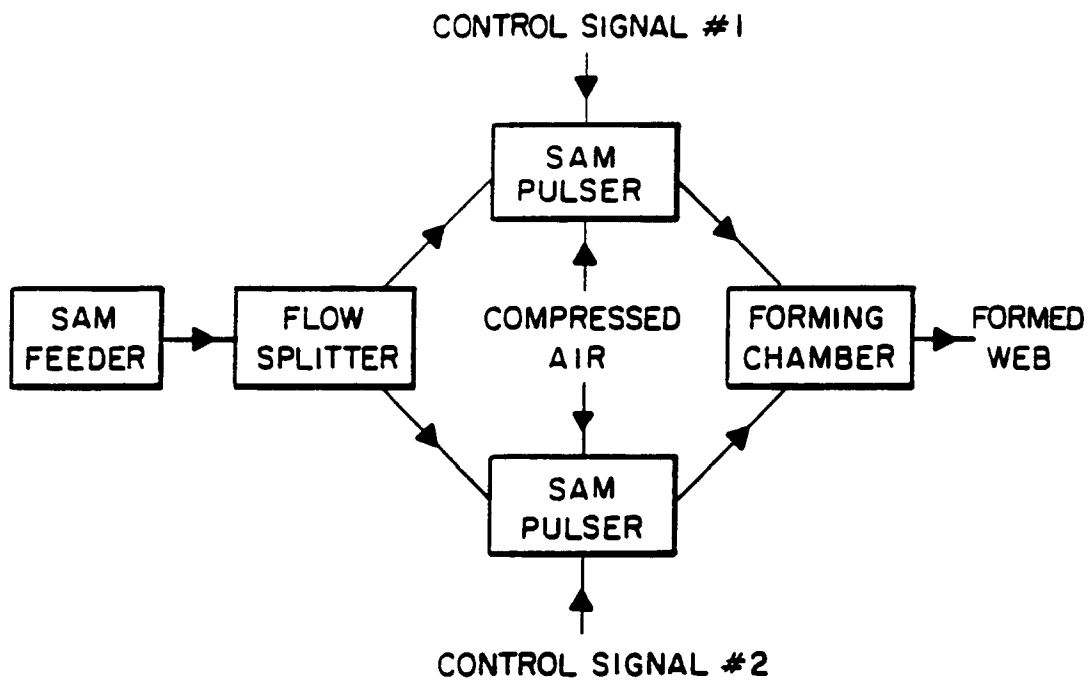 CONTROL SIGNAL #1
SAM
PULSER
SAM
FEEDER
FLOW
SPLITTER
COMPRESSED
AIR
FORMING
CHAMBER
FORMED
WEB
SAM
PULSER
CONTROL SIGNAL #2